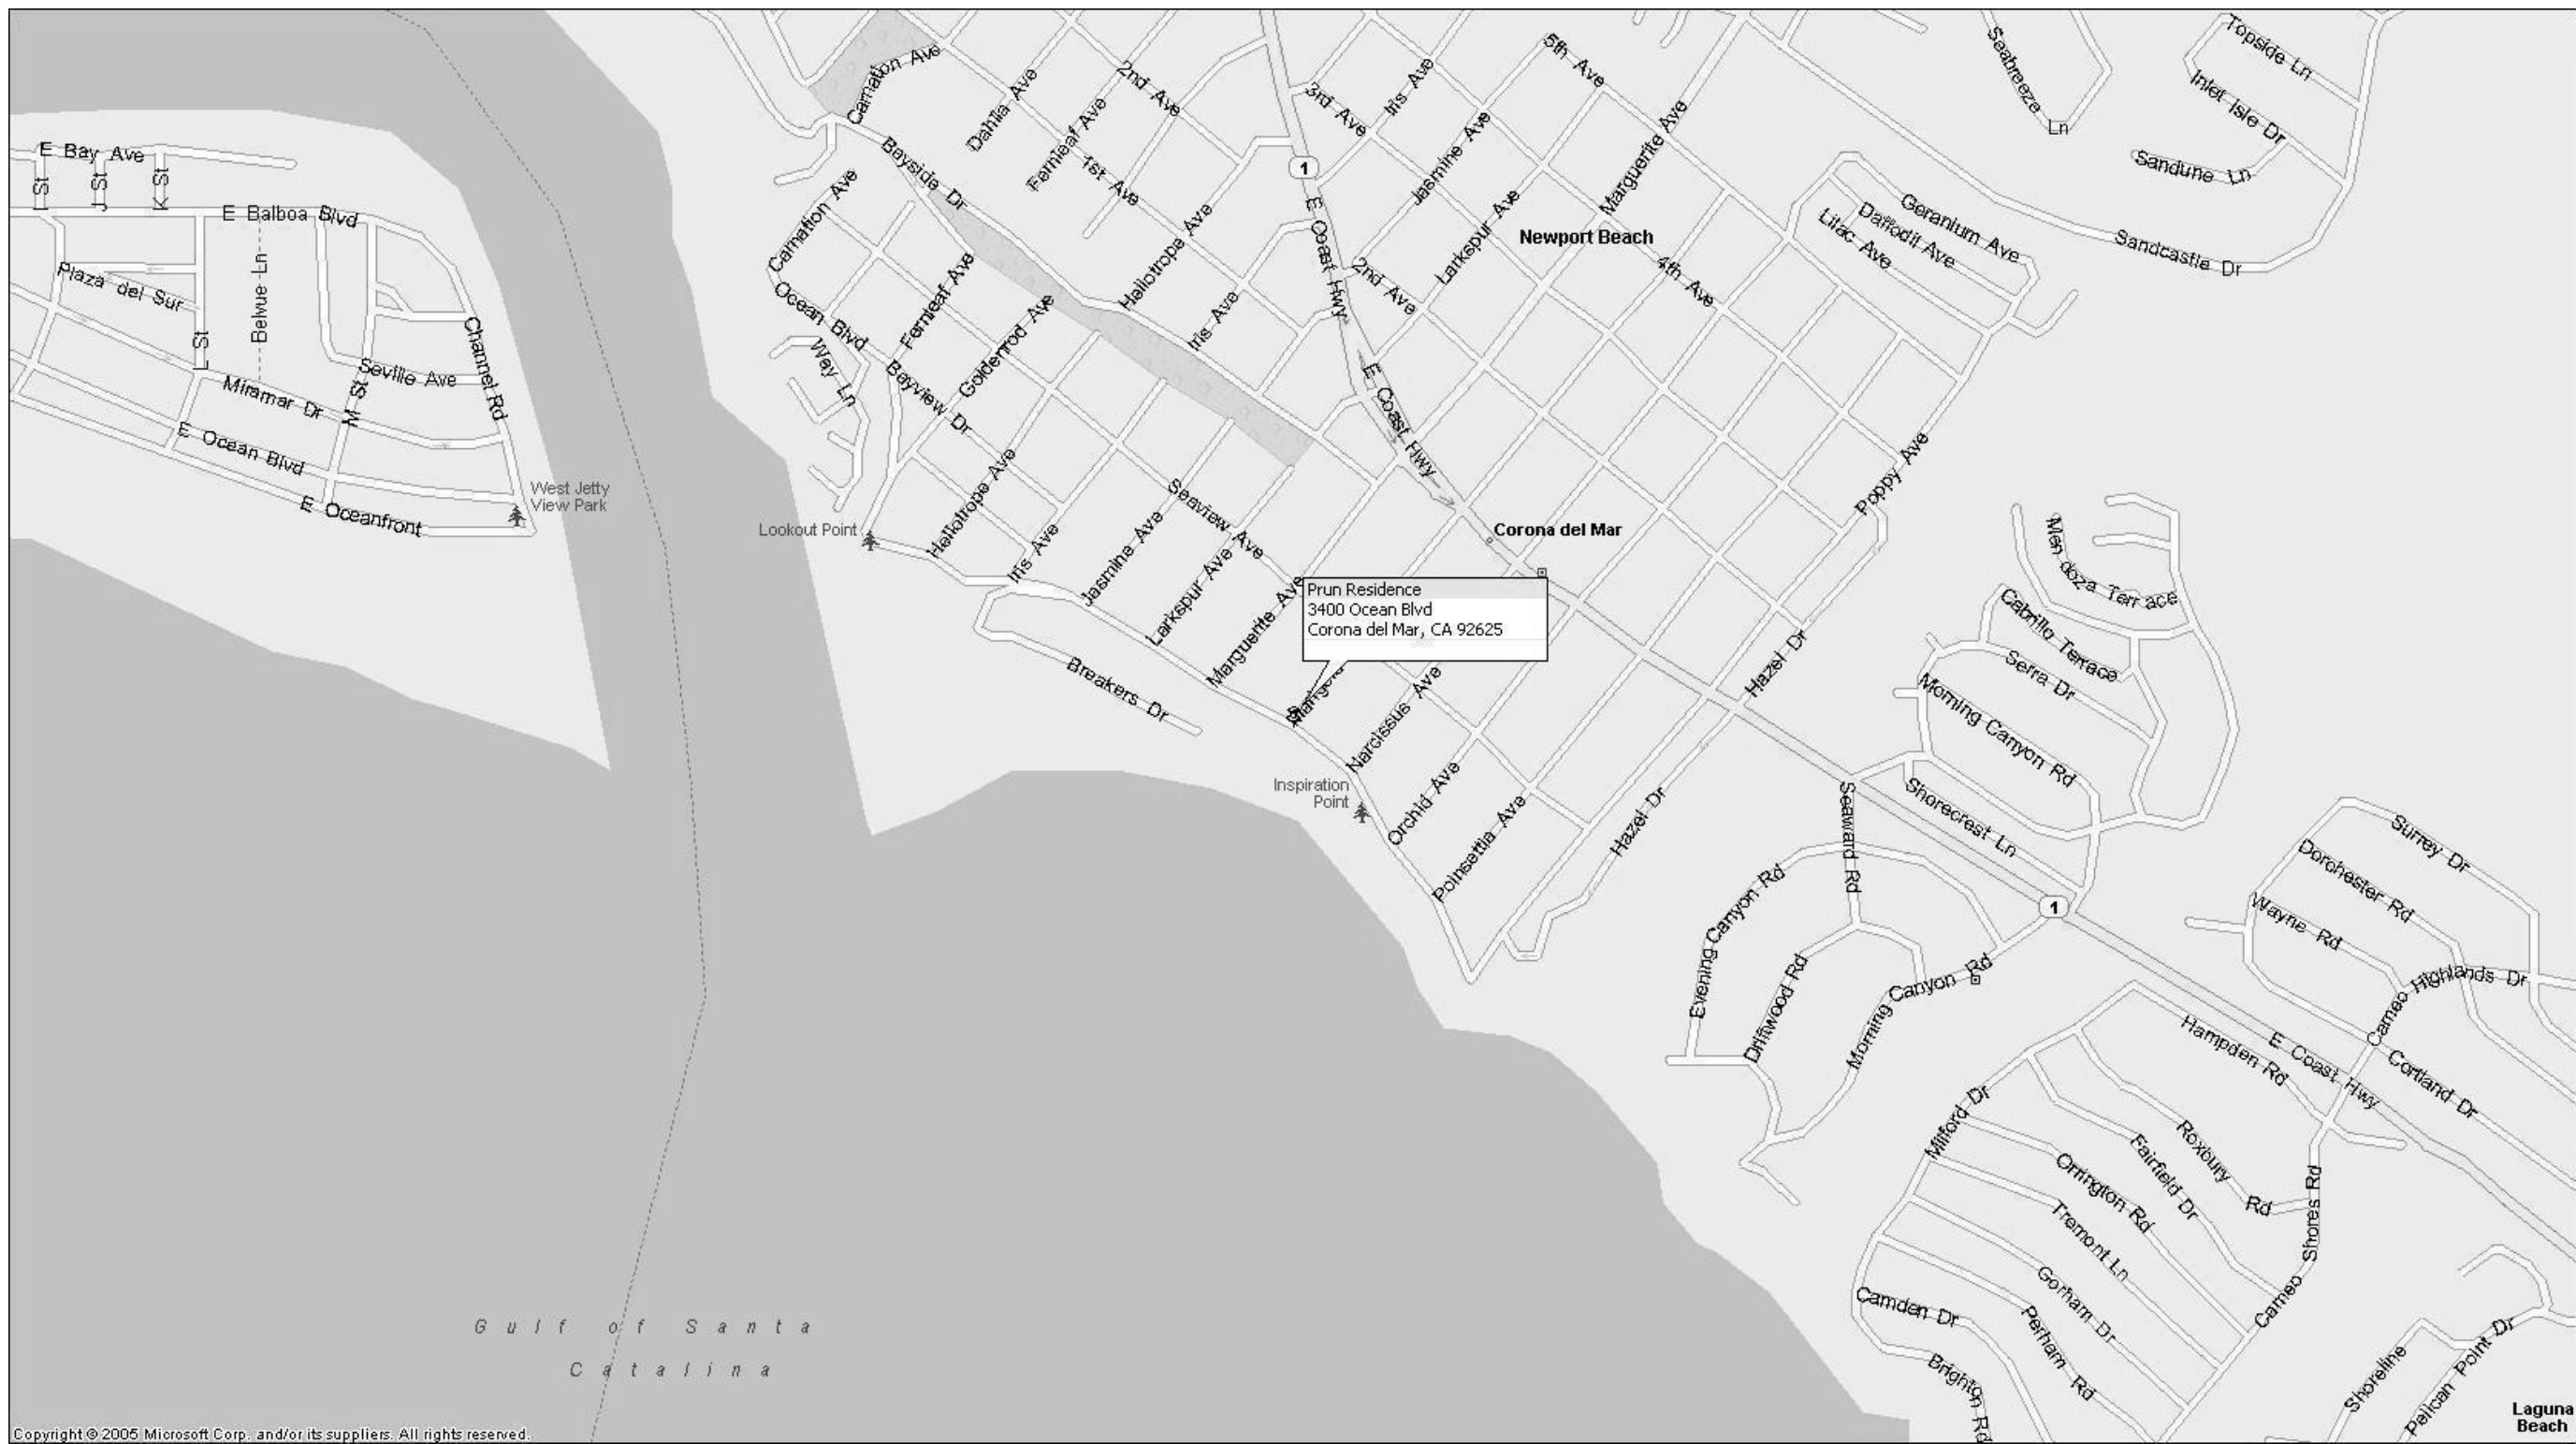 Carnation Ave
Dahlia Ave
Fernleaf Ave
2nd Ave
1st Ave
Bayside Dr
Heliotrope Ave
Iris Ave
1
E Coast Hwy
3rd Ave
Iris Ave
Jasmine Ave
5th Ave
Marguerite Ave
Larkspur Ave
2nd Ave
4th Ave
Newport Beach
Seabreeze Ln
Topside Ln
Inlet Isle Dr
Sandune Ln
Sandcastle Dr
Geranium Ave
Daffodil Ave
Lilac Ave
E Bay Ave
I St
J St
K St
E Balboa Blvd
Plaza del Sur
Belvue Ln
L St
Miramar Dr
Seville Ave
M St
Channel Rd
E Ocean Blvd
E Oceanfront
West Jetty
View Park
Carnation Ave
Ocean Blvd
Way Ln
Fernleaf Ave
Goldenrod Ave
Bayview Dr
Lookout Point
Heliotrope Ave
Iris Ave
Jasmine Ave
Seaview Ave
Larkspur Ave
Marguerite Ave
E Coast Hwy
Corona del Mar
Prun Residence
3400 Ocean Blvd
Corona del Mar, CA 92625
Breakers Dr
Narcissus Ave
Orchid Ave
Poinsettia Ave
Inspiration
Point
Hazel Dr
Hazel Dr
Poppy Ave
Mendoza Terrace
Cabrillo Terrace
Serra Dr
Morning Canyon Rd
Shorecrest Ln
Seaward Rd
Evening Canyon Rd
Driftwood Rd
Morning Canyon Rd
1
Surrey Dr
Dorchester Rd
Wayne Rd
Cameo Highlands Dr
Hampden Rd
E Coast Hwy
Cortland Dr
Milford Dr
Roxbury Rd
Fairfield Dr
Orrington Rd
Tremont Ln
Gorham Dr
Perham Rd
Cameo Shores Rd
Camden Dr
Brighton Rd
Shoreline
Pelican Point Dr
Laguna
Beach
Gulf of Santa
Catalina
Copyright © 2005 Microsoft Corp. and/or its suppliers. All rights reserved.